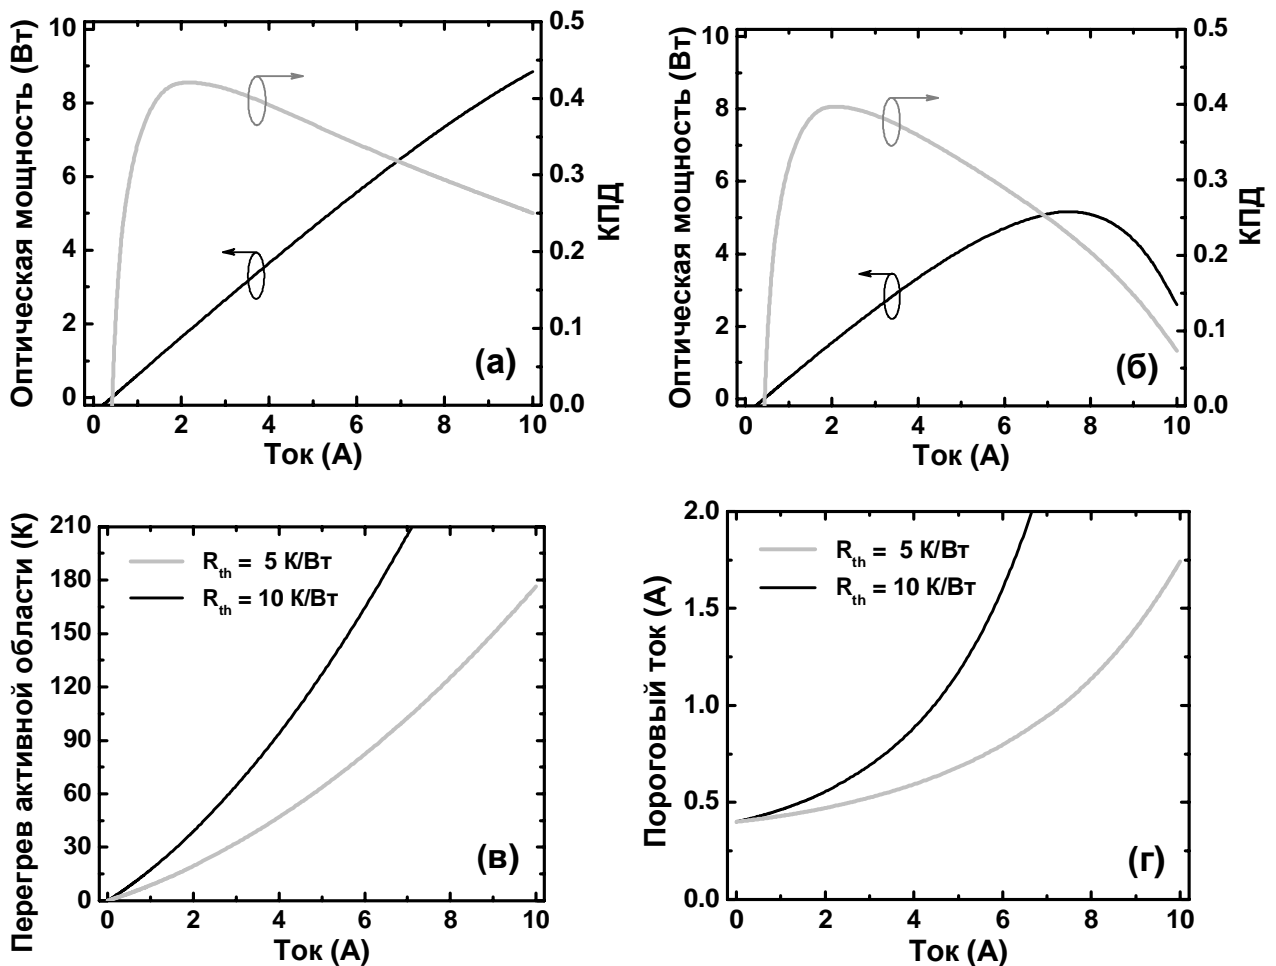 Оптическая мощность (Вт)
10
8
6
4
2
0
0 2 4 6 8 10
Ток (А)
0.5
0.4
0.3
0.2
0.1
0.0
КПД
(а)
Оптическая мощность (Вт)
10
8
6
4
2
0
0 2 4 6 8 10
Ток (А)
0.5
0.4
0.3
0.2
0.1
0.0
КПД
(б)
Перегрев активной области (К)
210
180
150
120
90
60
30
0
0 2 4 6 8 10
Ток (А)
Rth = 5 К/Вт
Rth = 10 К/Вт
(в)
Пороговый ток (А)
2.0
1.5
1.0
0.5
0.0
0 2 4 6 8 10
Ток (А)
Rth = 5 К/Вт
Rth = 10 К/Вт
(г)